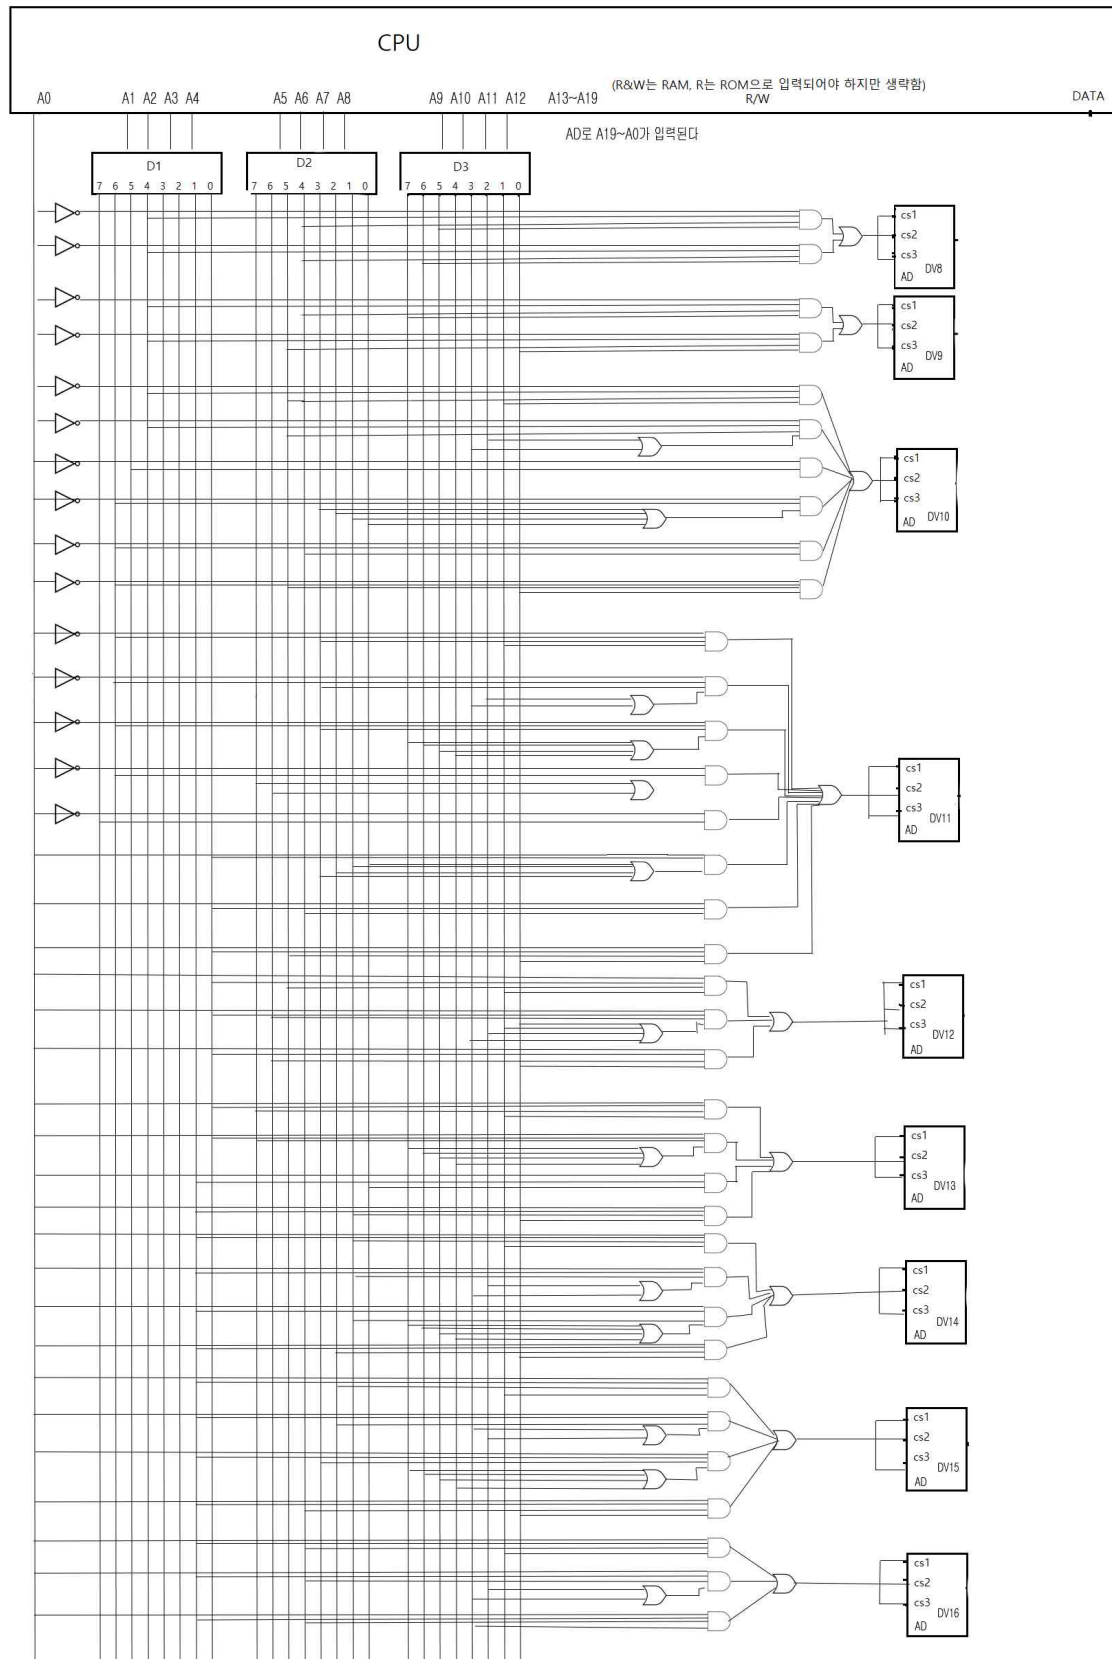 CPU
(R&W는 RAM, R는 ROM으로 입력되어야 하지만 생략함)
A0 A1 A2 A3 A4 A5 A6 A7 A8 A9 A10 A11 A12 A13~A19 R/W DATA
AD로 A19~A0가 입력된다
D1 D2 D3
7 6 5 4 3 2 1 0 7 6 5 4 3 2 1 0 7 6 5 4 3 2 1 0
cs1
cs2
cs3
DV8
AD
cs1
cs2
cs3
DV9
AD
cs1
cs2
cs3
DV10
AD
cs1
cs2
cs3
DV11
AD
cs1
cs2
cs3
DV12
AD
cs1
cs2
cs3
DV13
AD
cs1
cs2
cs3
DV14
AD
cs1
cs2
cs3
DV15
AD
cs1
cs2
cs3
DV16
AD